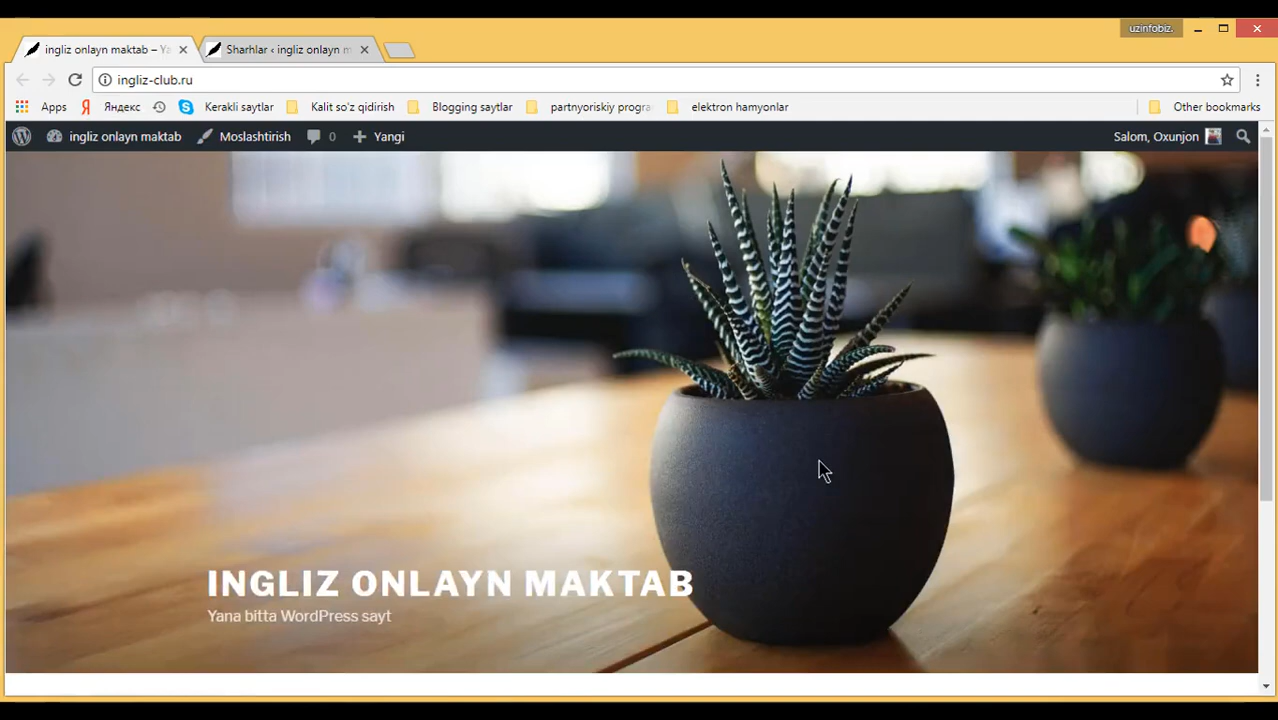 uzinfobiz.
ingliz onlayn maktab – Ya
Sharhlar ‹ ingliz onlayn m
ingliz-club.ru
Apps
Яндекс
Kerakli saytlar
Kalit so'z qidirish
Blogging saytlar
partnyoriskiy progra
elektron hamyonlar
Other bookmarks
ingliz onlayn maktab
Moslashtirish
0
Yangi
Salom, Oxunjon
INGLIZ ONLAYN MAKTAB
Yana bitta WordPress sayt